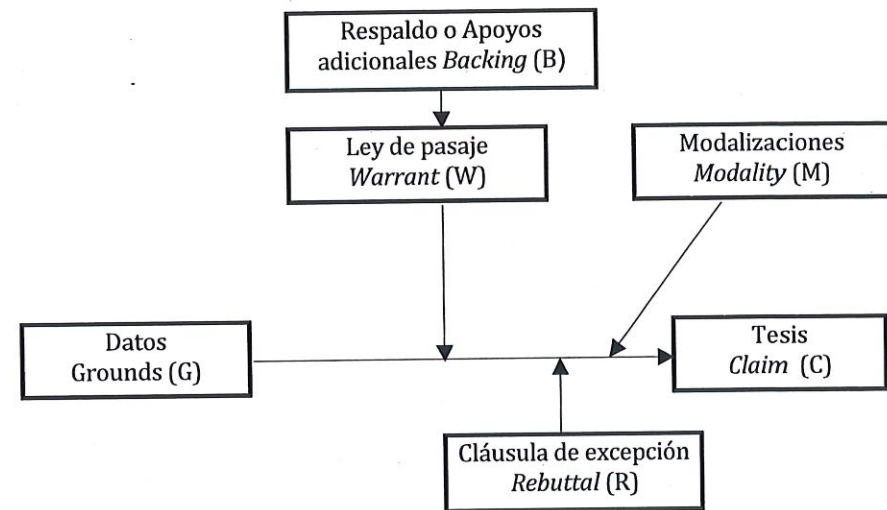 Respaldo o Apoyos
adicionales Backing (B)
Ley de pasaje
Warrant (W)
Modalizaciones
Modality (M)
Datos
Grounds (G)
Tesis
Claim (C)
Cláusula de excepción
Rebuttal (R)